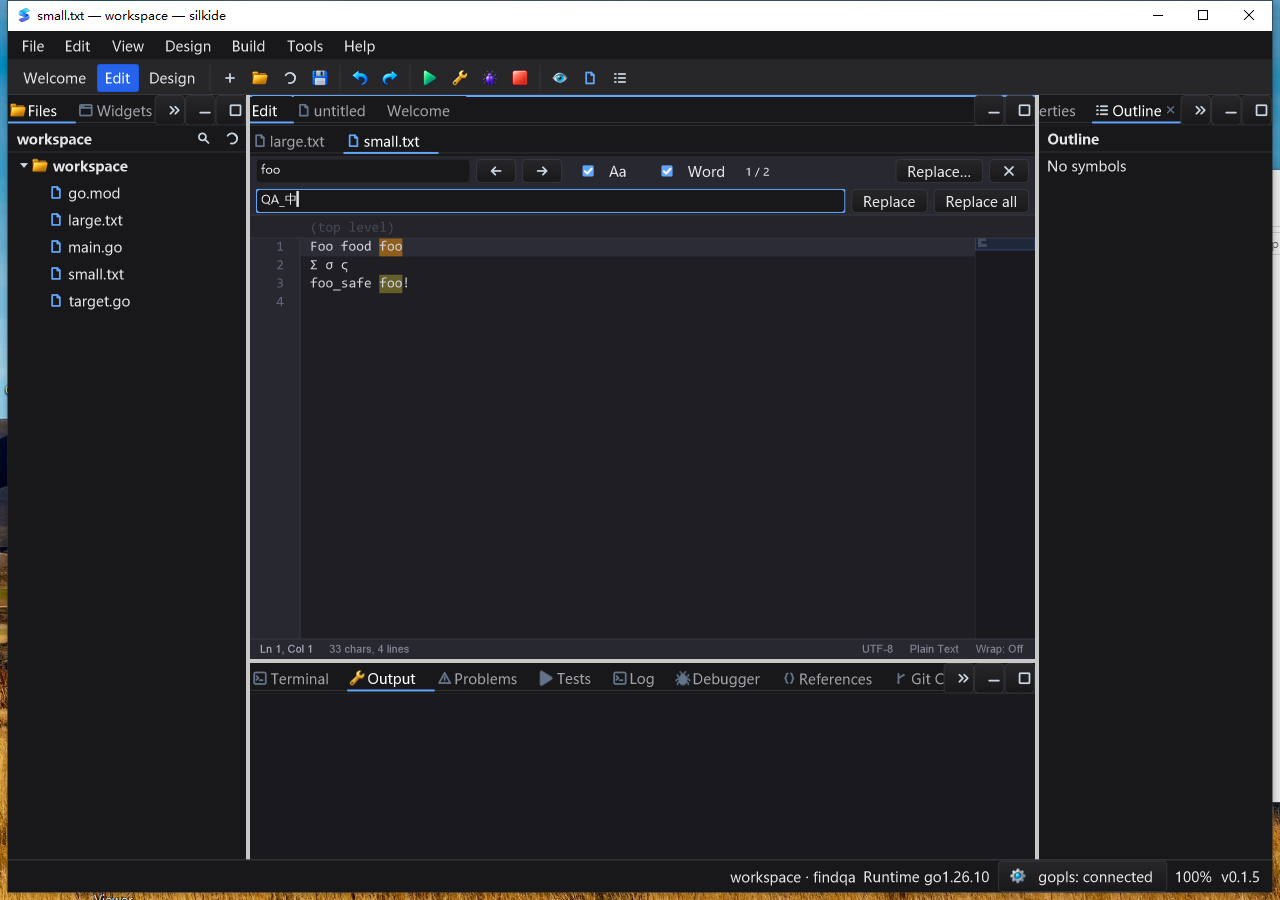 small.txt — workspace — silkide
File Edit View Design Build Tools Help
Welcome Edit Design
Files Widgets
Edit untitled Welcome
erties Outline
workspace
large.txt small.txt
Outline
foo Aa Word 1 / 2 Replace...
workspace
No symbols
QA_中 Replace Replace all
go.mod
large.txt
main.go
small.txt
target.go
(top level)
1 Foo food foo
2 Σ σ ς
3 foo_safe foo!
4
Ln 1, Col 1 33 chars, 4 lines UTF-8 Plain Text Wrap: Off
Terminal Output Problems Tests Log Debugger References Git C
workspace · findqa Runtime go1.26.10 gopls: connected 100% v0.1.5